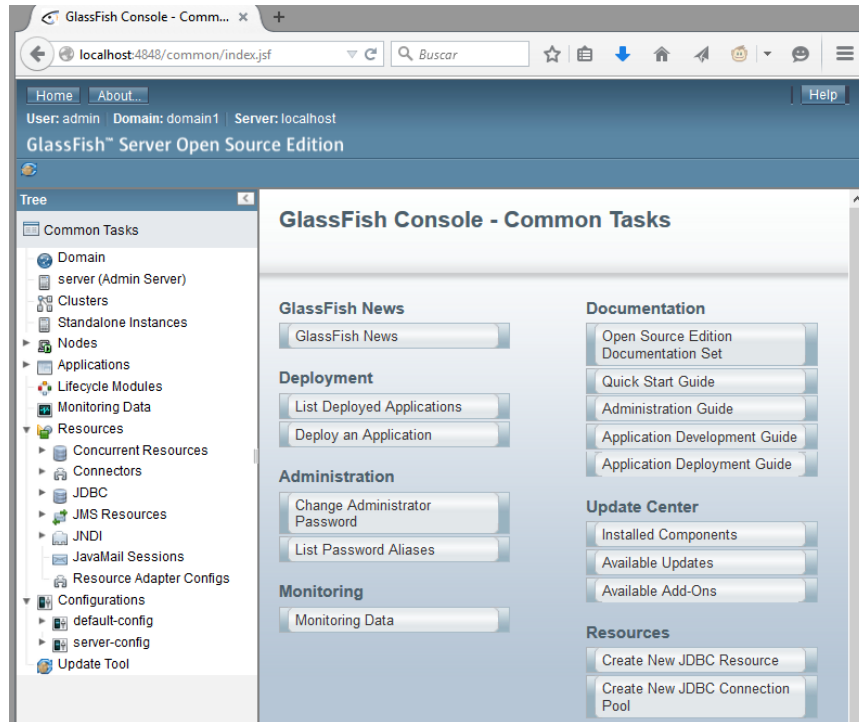 GlassFish Console - Comm... ×
+
localhost:4848/common/index.jsf
Buscar
Home About...
Help
User: admin Domain: domain1 Server: localhost
GlassFish™ Server Open Source Edition
Tree
Common Tasks
Domain
server (Admin Server)
Clusters
Standalone Instances
Nodes
Applications
Lifecycle Modules
Monitoring Data
Resources
Concurrent Resources
Connectors
JDBC
JMS Resources
JNDI
JavaMail Sessions
Resource Adapter Configs
Configurations
default-config
server-config
Update Tool
GlassFish Console - Common Tasks
GlassFish News
GlassFish News
Deployment
List Deployed Applications
Deploy an Application
Administration
Change Administrator
Password
List Password Aliases
Monitoring
Monitoring Data
Documentation
Open Source Edition
Documentation Set
Quick Start Guide
Administration Guide
Application Development Guide
Application Deployment Guide
Update Center
Installed Components
Available Updates
Available Add-Ons
Resources
Create New JDBC Resource
Create New JDBC Connection
Pool